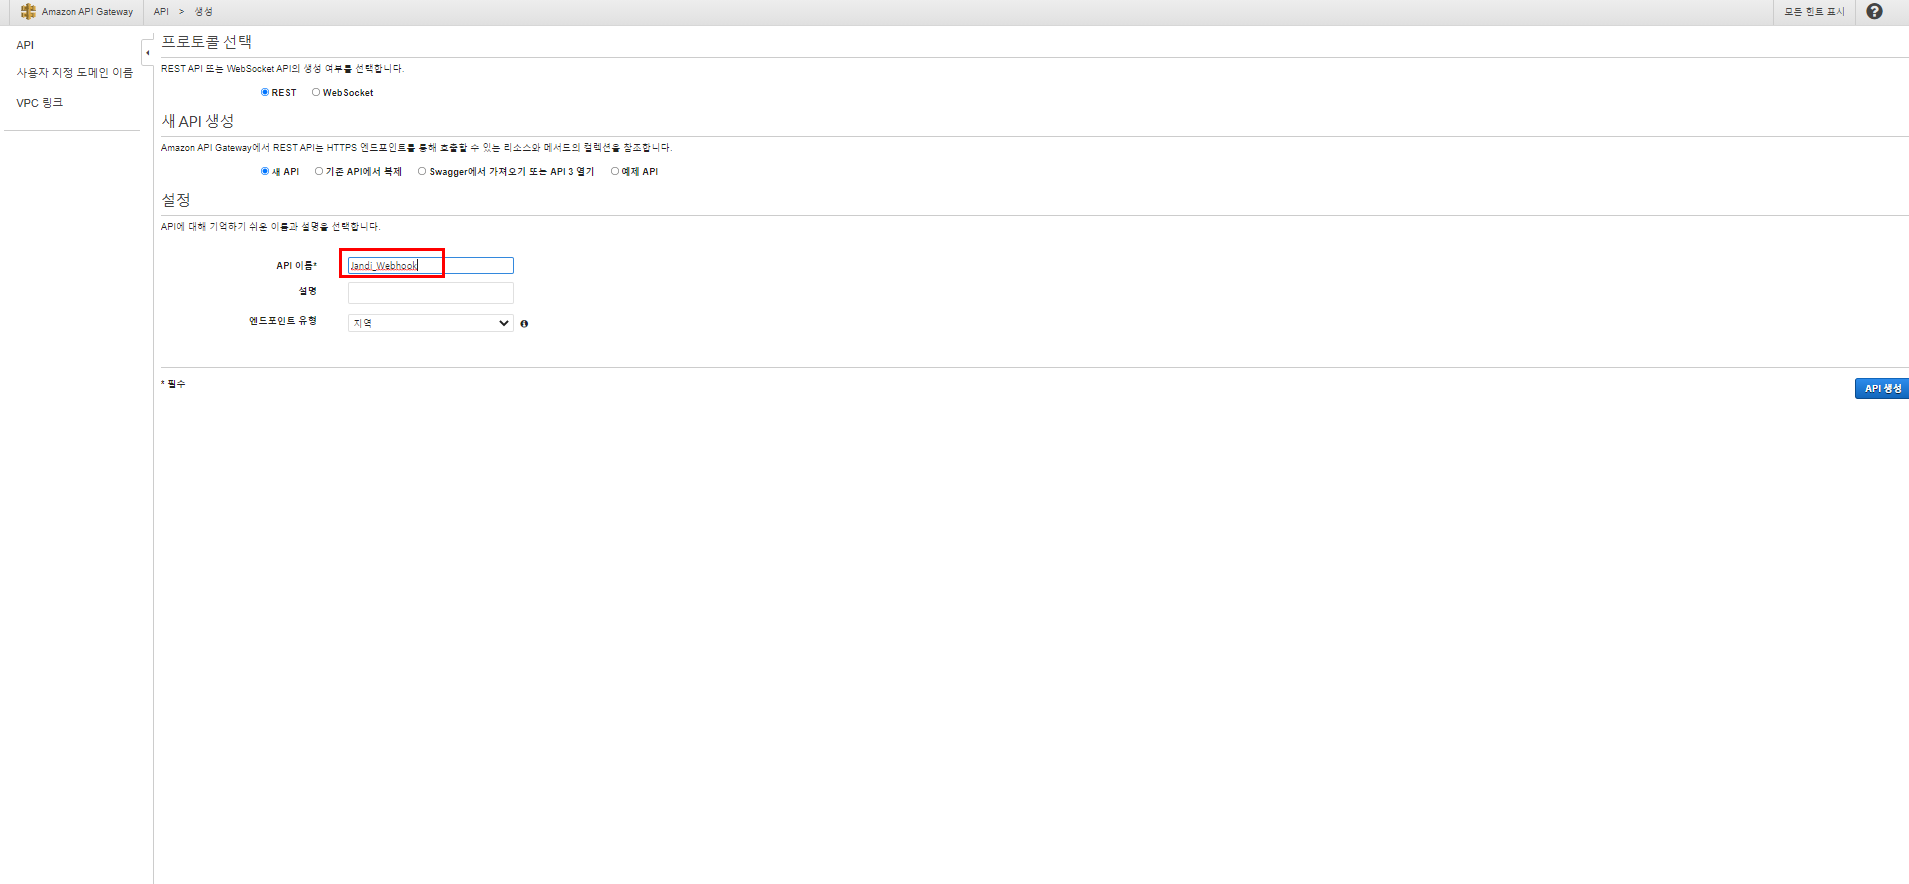 Amazon API Gateway API > 생성 모든 힌트 표시
API
사용자 지정 도메인 이름
VPC 링크
프로토콜 선택
REST API 또는 WebSocket API의 생성 여부를 선택합니다.
REST WebSocket
새 API 생성
Amazon API Gateway에서 REST API는 HTTPS 엔드포인트를 통해 호출할 수 있는 리소스와 메서드의 컬렉션을 참조합니다.
새 API 기존 API에서 복제 Swagger에서 가져오기 또는 API 3 열기 예제 API
설정
API에 대해 기억하기 쉬운 이름과 설명을 선택합니다.
API 이름* Jandi_Webhook
설명
엔드포인트 유형 지역
* 필수
API 생성